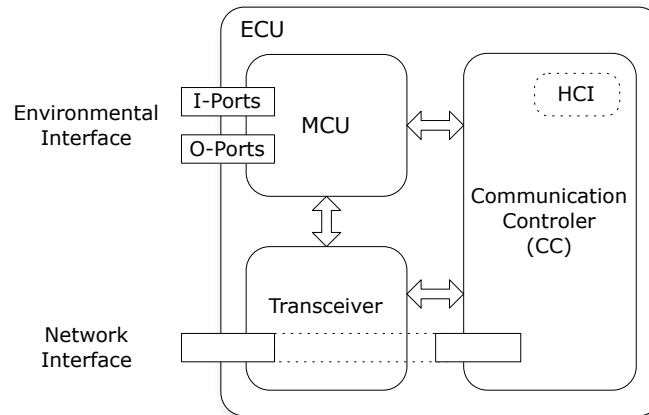 ECU
I-Ports
HCI
Environmental
Interface
MCU
O-Ports
Communication
Controler
(CC)
Transceiver
Network
Interface